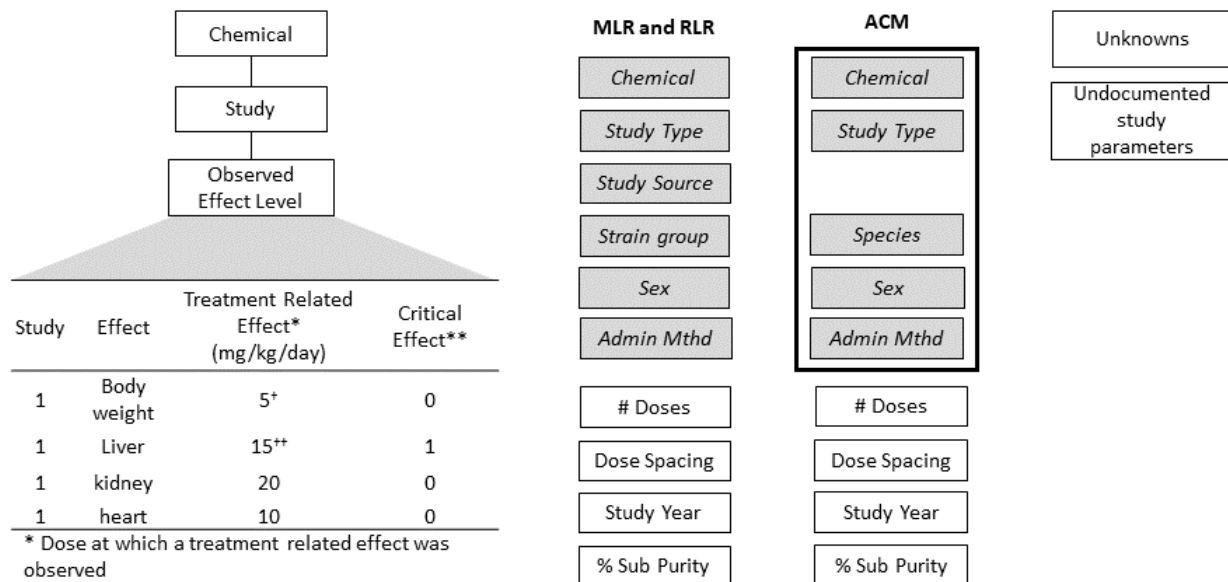 Chemical
Study
Observed
Effect Level
Study
Effect
Treatment Related
Effect*
(mg/kg/day)
Critical
Effect**
1
Body
weight
5⁺
0
1
Liver
15⁺⁺
1
1
kidney
20
0
1
heart
10
0
* Dose at which a treatment related effect was
observed
MLR and RLR
Chemical
Study Type
Study Source
Strain group
Sex
Admin Mthd
# Doses
Dose Spacing
Study Year
% Sub Purity
ACM
Chemical
Study Type
Species
Sex
Admin Mthd
# Doses
Dose Spacing
Study Year
% Sub Purity
Unknowns
Undocumented
study
parameters